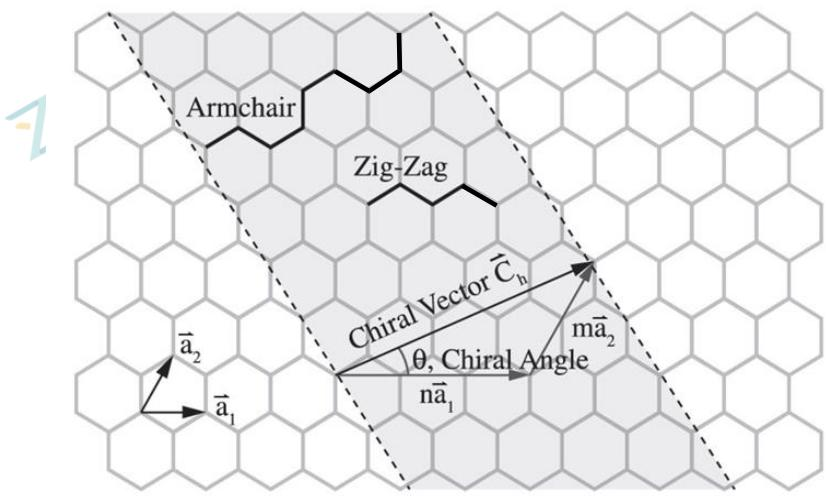 Armchair
Zig-Zag
Chiral Vector C⃗ₕ
θ, Chiral Angle
ma⃗₂
na⃗₁
a⃗₂
a⃗₁